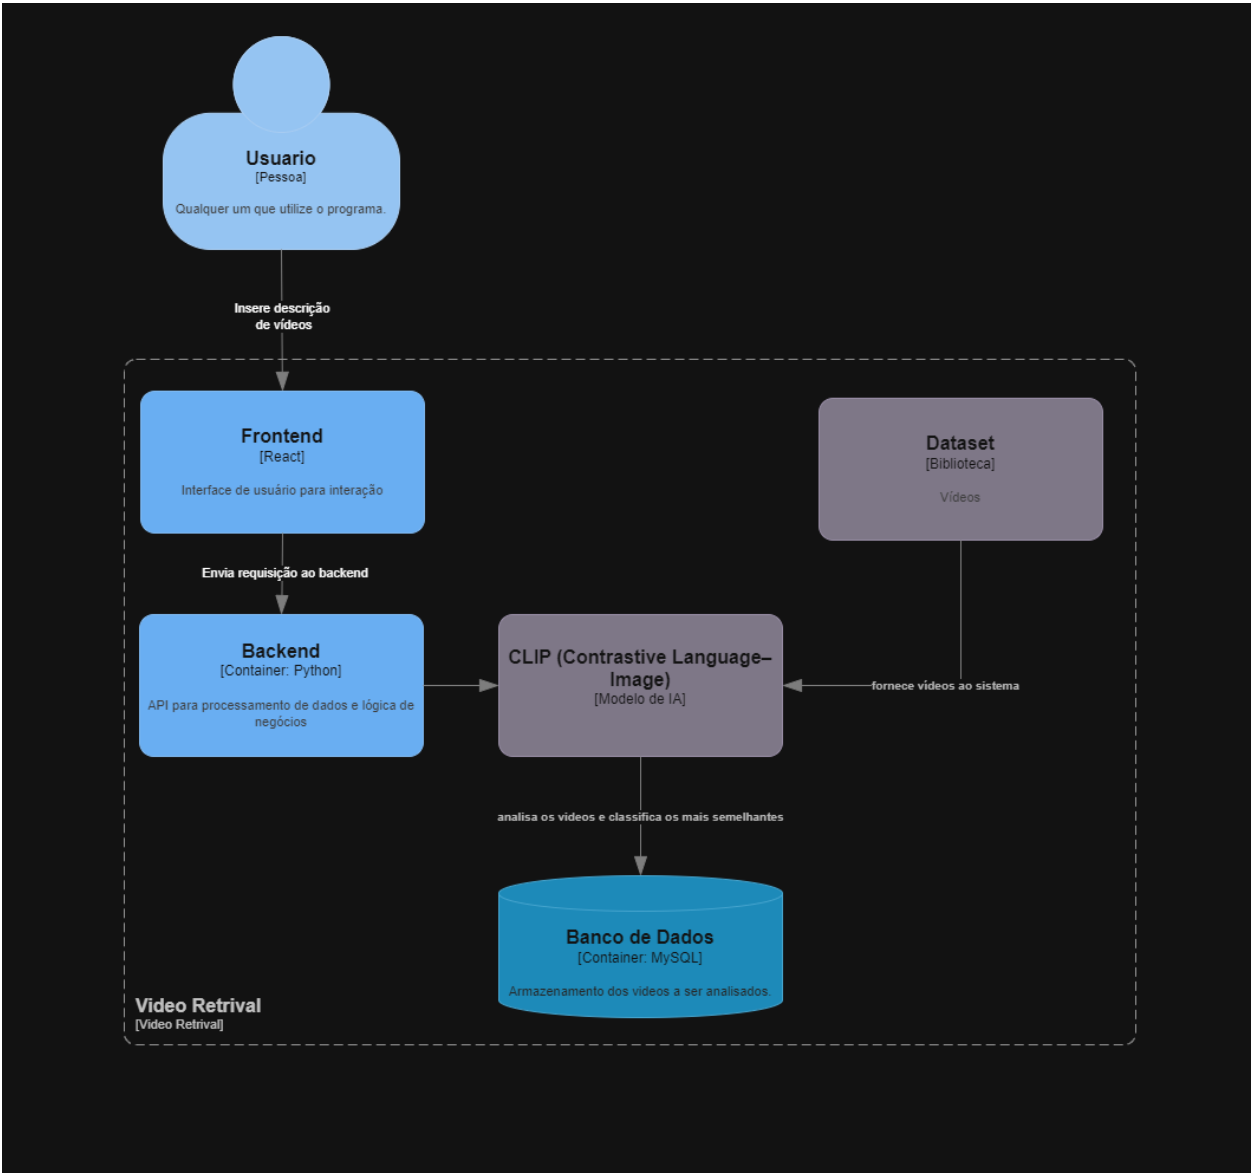 Usuario
[Pessoa]
Qualquer um que utilize o programa.
Insere descrição
de vídeos
Frontend
[React]
Interface de usuário para interação
Dataset
[Biblioteca]
Vídeos
Envia requisição ao backend
Backend
[Container: Python]
API para processamento de dados e lógica de
negócios
CLIP (Contrastive Language–
Image)
[Modelo de IA]
fornece vídeos ao sistema
analisa os videos e classifica os mais semelhantes
Banco de Dados
[Container: MySQL]
Armazenamento dos videos a ser analisados.
Video Retrival
[Video Retrival]